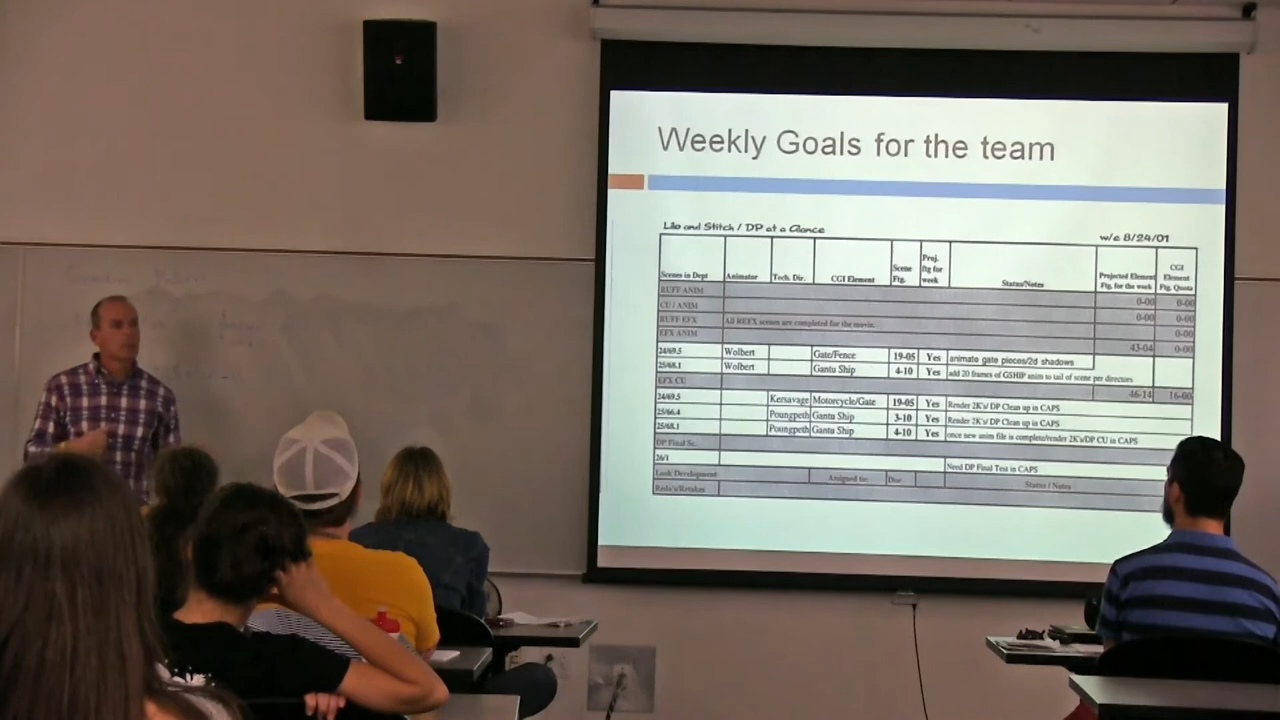 Weekly Goals for the team
Lilo and Stitch / DP at a Glance w/e 8/24/01
Scenes in Dept Animator Tech. Dir. CGI Element Scene Ftg. Proj. ftg for week Status/Notes Projected Element Ftg. for the week CGI Element Ftg. Quota
RUFF ANIM 0-00 0-00
CU / ANIM 0-00 0-00
RUFF EFX All REFX scenes are completed for the movie. 0-00
EFX ANIM 43-04 0-00
24/69.5 Wolbert Gate/Fence 19-05 Yes animate gate pieces/2d shadows
25/68.1 Wolbert Gantu Ship 4-10 Yes add 20 frames of GSHIP anim to tail of scene per directors
EFX CU 46-14 16-00
24/69.5 Kersavage Motorcycle/Gate 19-05 Yes Render 2K's/ DP Clean up in CAPS
25/66.4 Poungpeth Gantu Ship 3-10 Yes Render 2K's/ DP Clean up in CAPS
25/68.1 Poungpeth Gantu Ship 4-10 Yes once new anim file is complete/render 2K's/DP CU in CAPS
DP Final Sc.
26/1 Need DP Final Test in CAPS
Look Development Assigned to: Due Status / Notes
Redo's/Retakes